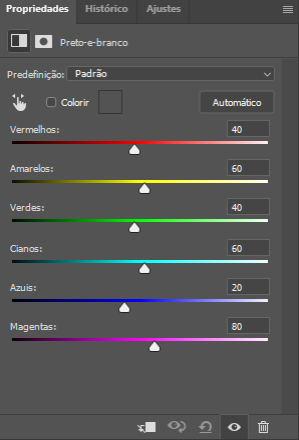 Propriedades Histórico Ajustes
Preto-e-branco
Predefinição: Padrão
Colorir Automático
Vermelhos: 40
Amarelos: 60
Verdes: 40
Cianos: 60
Azuis: 20
Magentas: 80